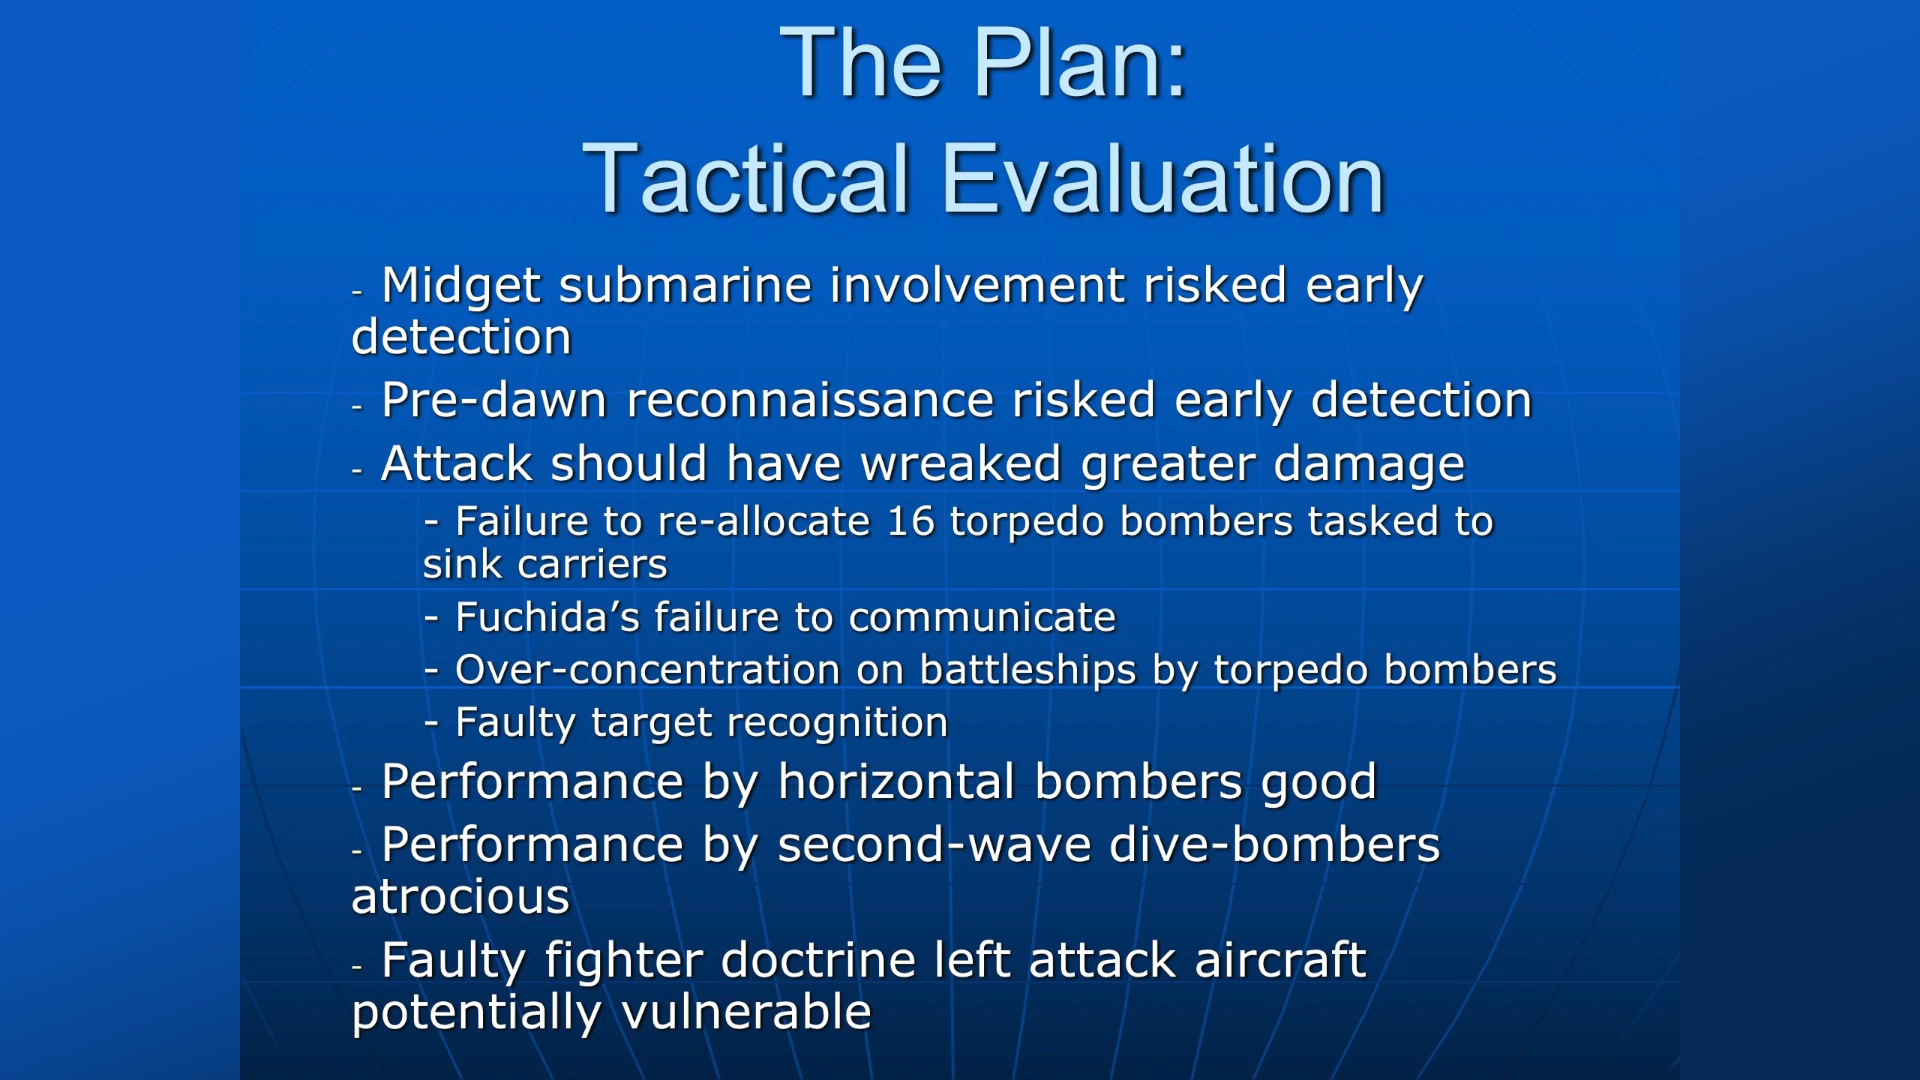 The Plan:
Tactical Evaluation
- Midget submarine involvement risked early
detection
- Pre-dawn reconnaissance risked early detection
- Attack should have wreaked greater damage
- Failure to re-allocate 16 torpedo bombers tasked to
sink carriers
- Fuchida’s failure to communicate
- Over-concentration on battleships by torpedo bombers
- Faulty target recognition
- Performance by horizontal bombers good
- Performance by second-wave dive-bombers
atrocious
- Faulty fighter doctrine left attack aircraft
potentially vulnerable